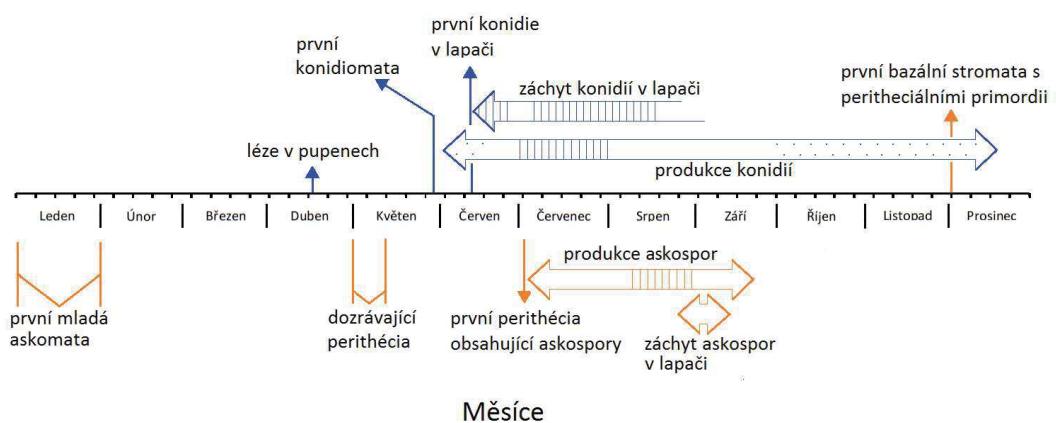 první konidie
v lapači
první
konidiomata
záchyt konidií v lapači
první bazální stromata s
peritheciálními primordii
léze v pupenech
produkce konidií
Leden Únor Březen Duben Květen Červen Červenec Srpen Září Říjen Listopad Prosinec
produkce askospor
první mladá
askomata
dozrávající
perithécia
první perithécia
obsahující askospory
záchyt askospor
v lapači
Měsíce